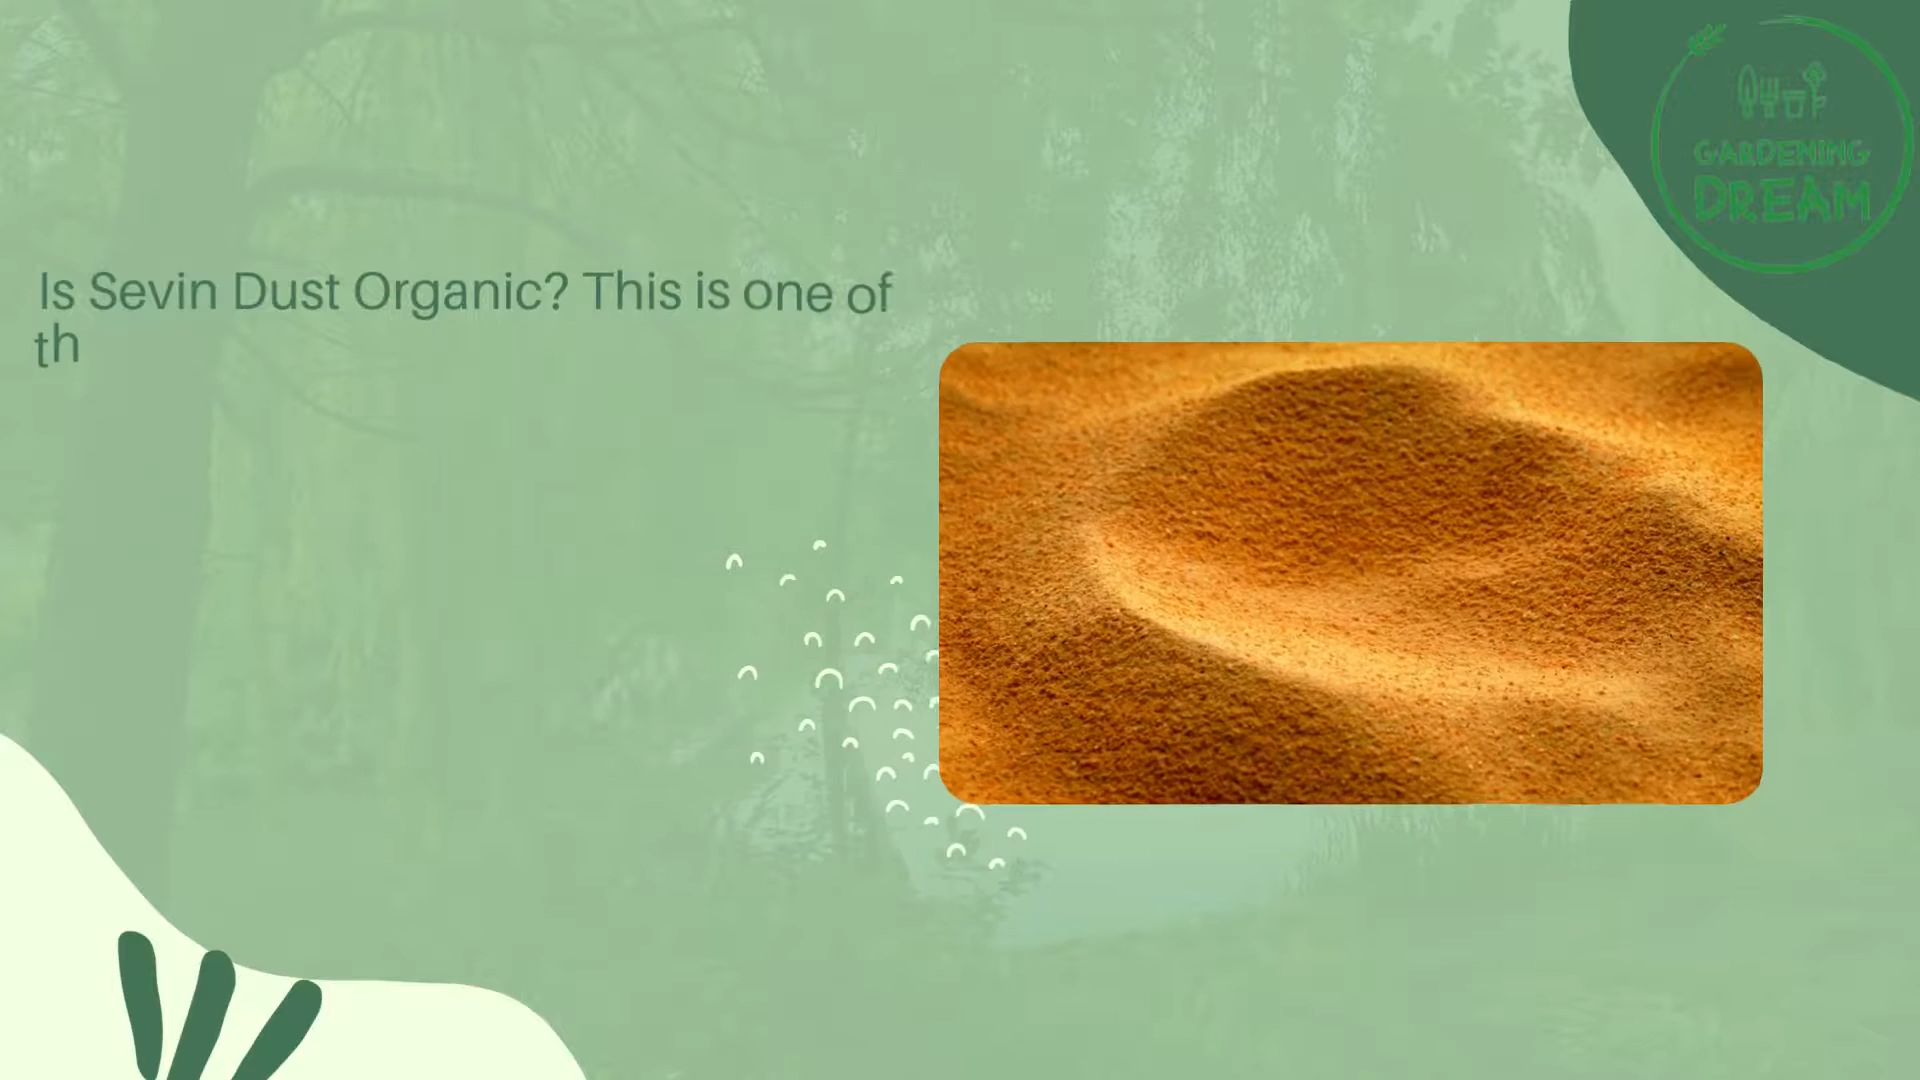 GARDENING
DREAM
Is Sevin Dust Organic? This is one of
th